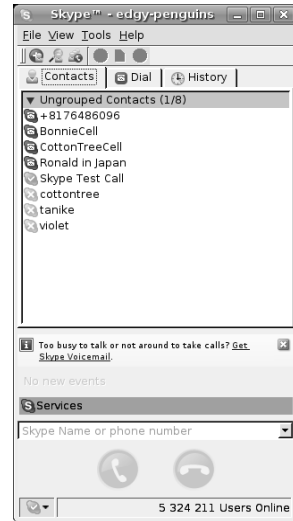 Skype™ - edgy-penguins
File View Tools Help
Contacts Dial History
Ungrouped Contacts (1/8)
+8176486096
BonnieCell
CottonTreeCell
Ronald in Japan
Skype Test Call
cottontree
tanike
violet
Too busy to talk or not around to take calls? Get
Skype Voicemail.
No new events
Services
Skype Name or phone number
5 324 211 Users Online